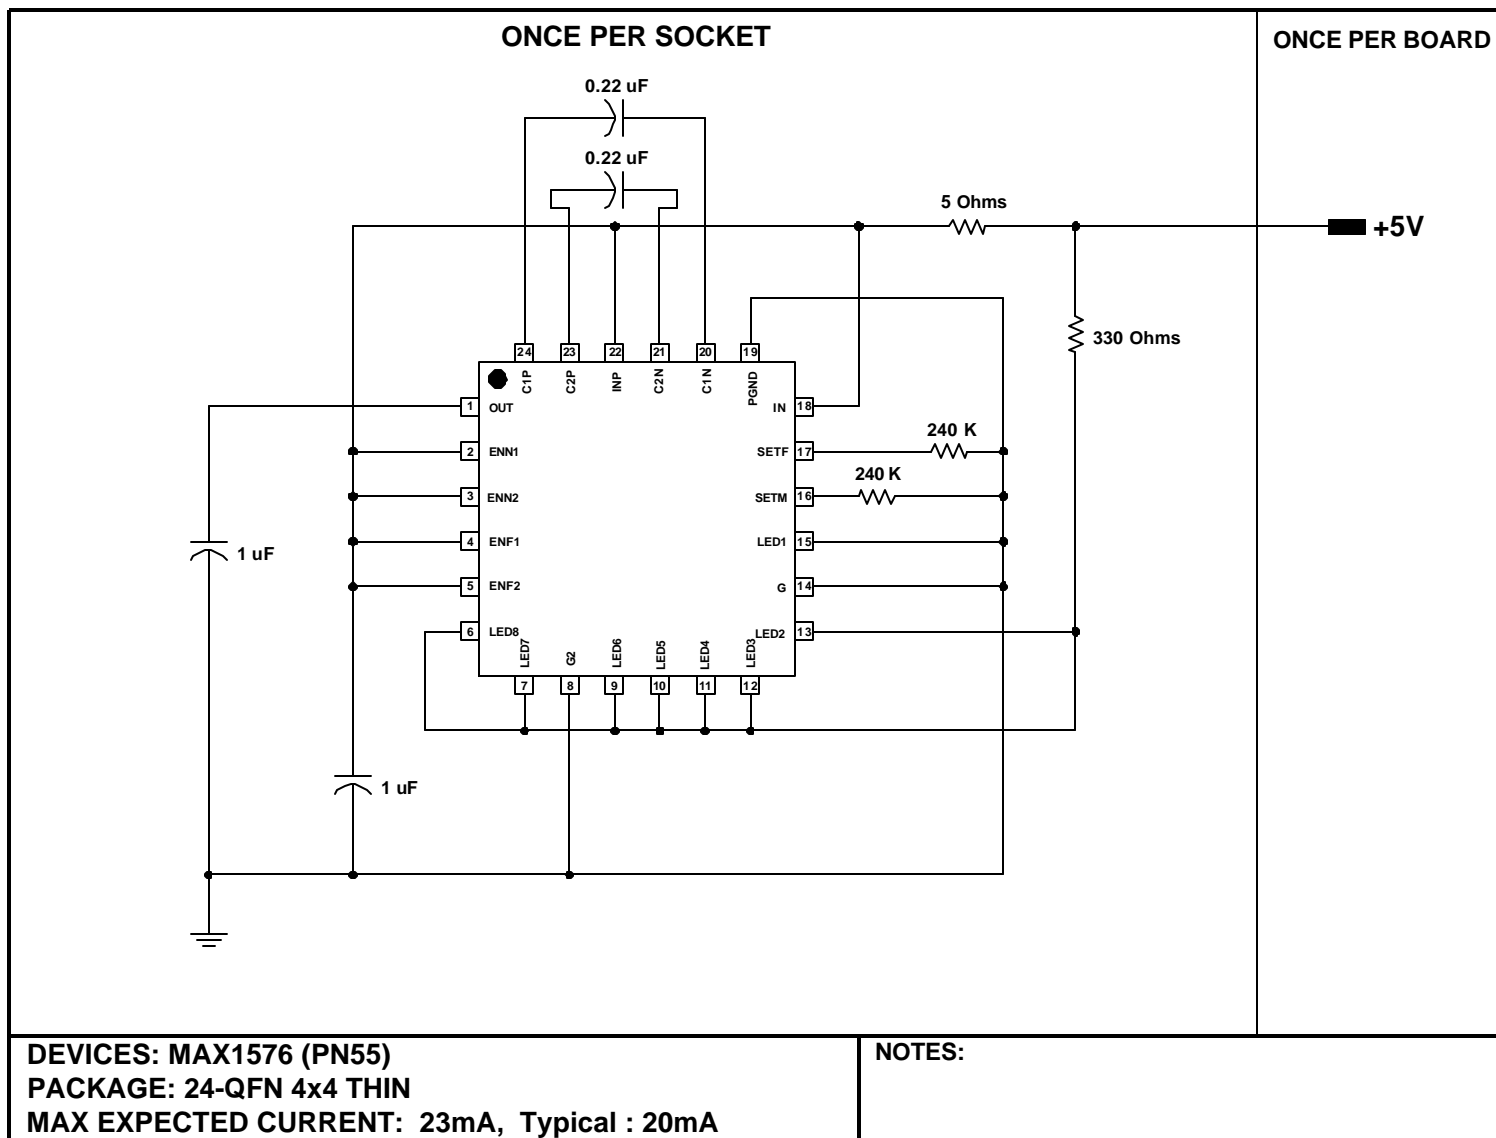 ONCE PER SOCKET
ONCE PER BOARD
0.22 uF
0.22 uF
5 Ohms
+5V
330 Ohms
24 23 22 21 20 19
C1P C2P INP C2N C1N PGND
1 OUT IN 18
240 K
2 ENN1 SETF 17
240 K
3 ENN2 SETM 16
4 ENF1 LED1 15
1 uF
5 ENF2 G 14
6 LED8 LED2 13
LED7 G2 LED6 LED5 LED4 LED3
7 8 9 10 11 12
1 uF
DEVICES: MAX1576 (PN55)
PACKAGE: 24-QFN 4x4 THIN
MAX EXPECTED CURRENT: 23mA, Typical : 20mA
NOTES: